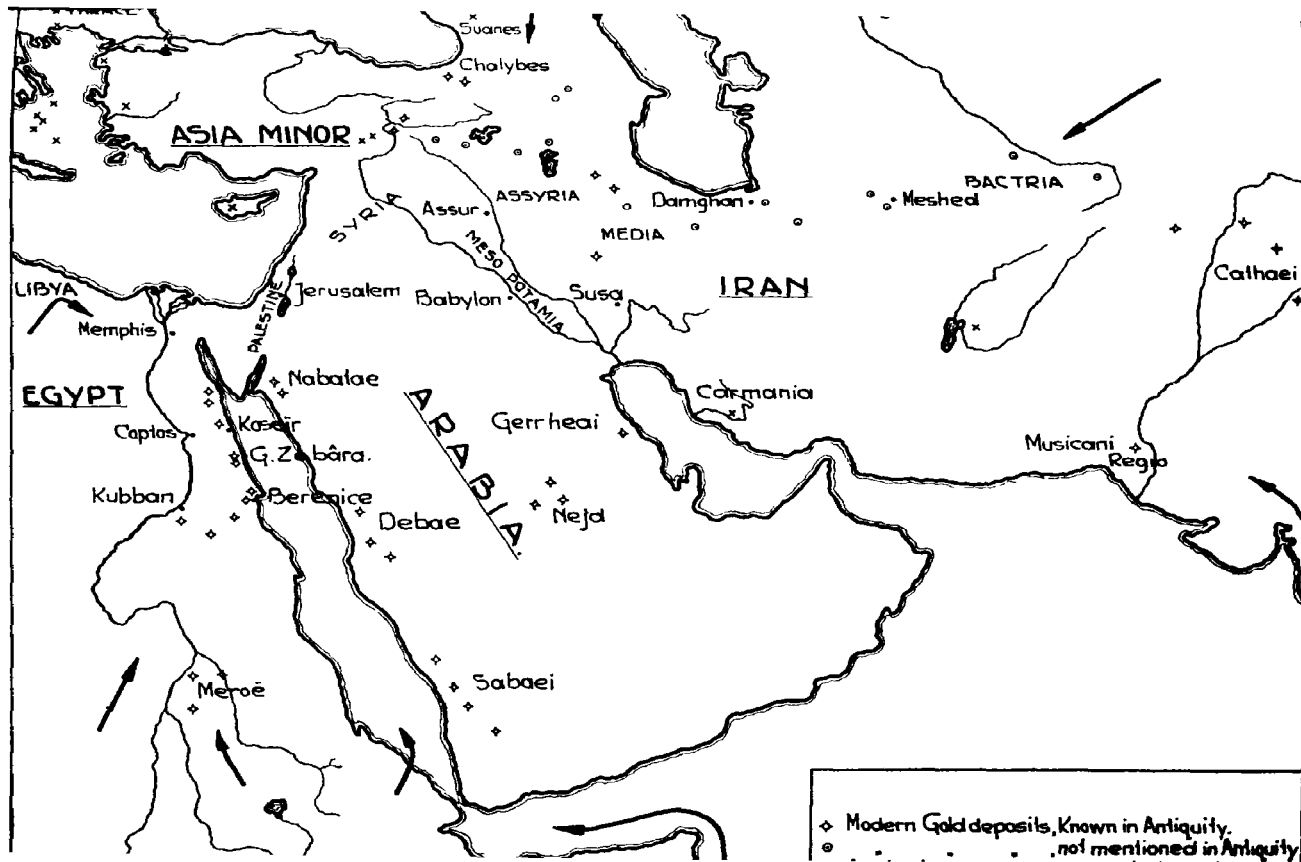 Suanes
Chalybes
ASIA MINOR
BACTRIA
ASSYRIA
Damghan
Meshed
SYRIA
Assur
MESOPOTAMIA
MEDIA
Cathaei
LIBYA
Jerusalem
Babylon
Susa
IRAN
Memphis
PALESTINE
EGYPT
Nabatae
ARABIA.
Carmania
Koseir
Coptos
Gerrheai
Musicani
Regio
G. Zabâra.
Kubban
Berenice
Debae
Nejd
Meroë
Sabaei
Modern Gold deposits, Known in Antiquity.
" " " , not mentioned in Antiquity